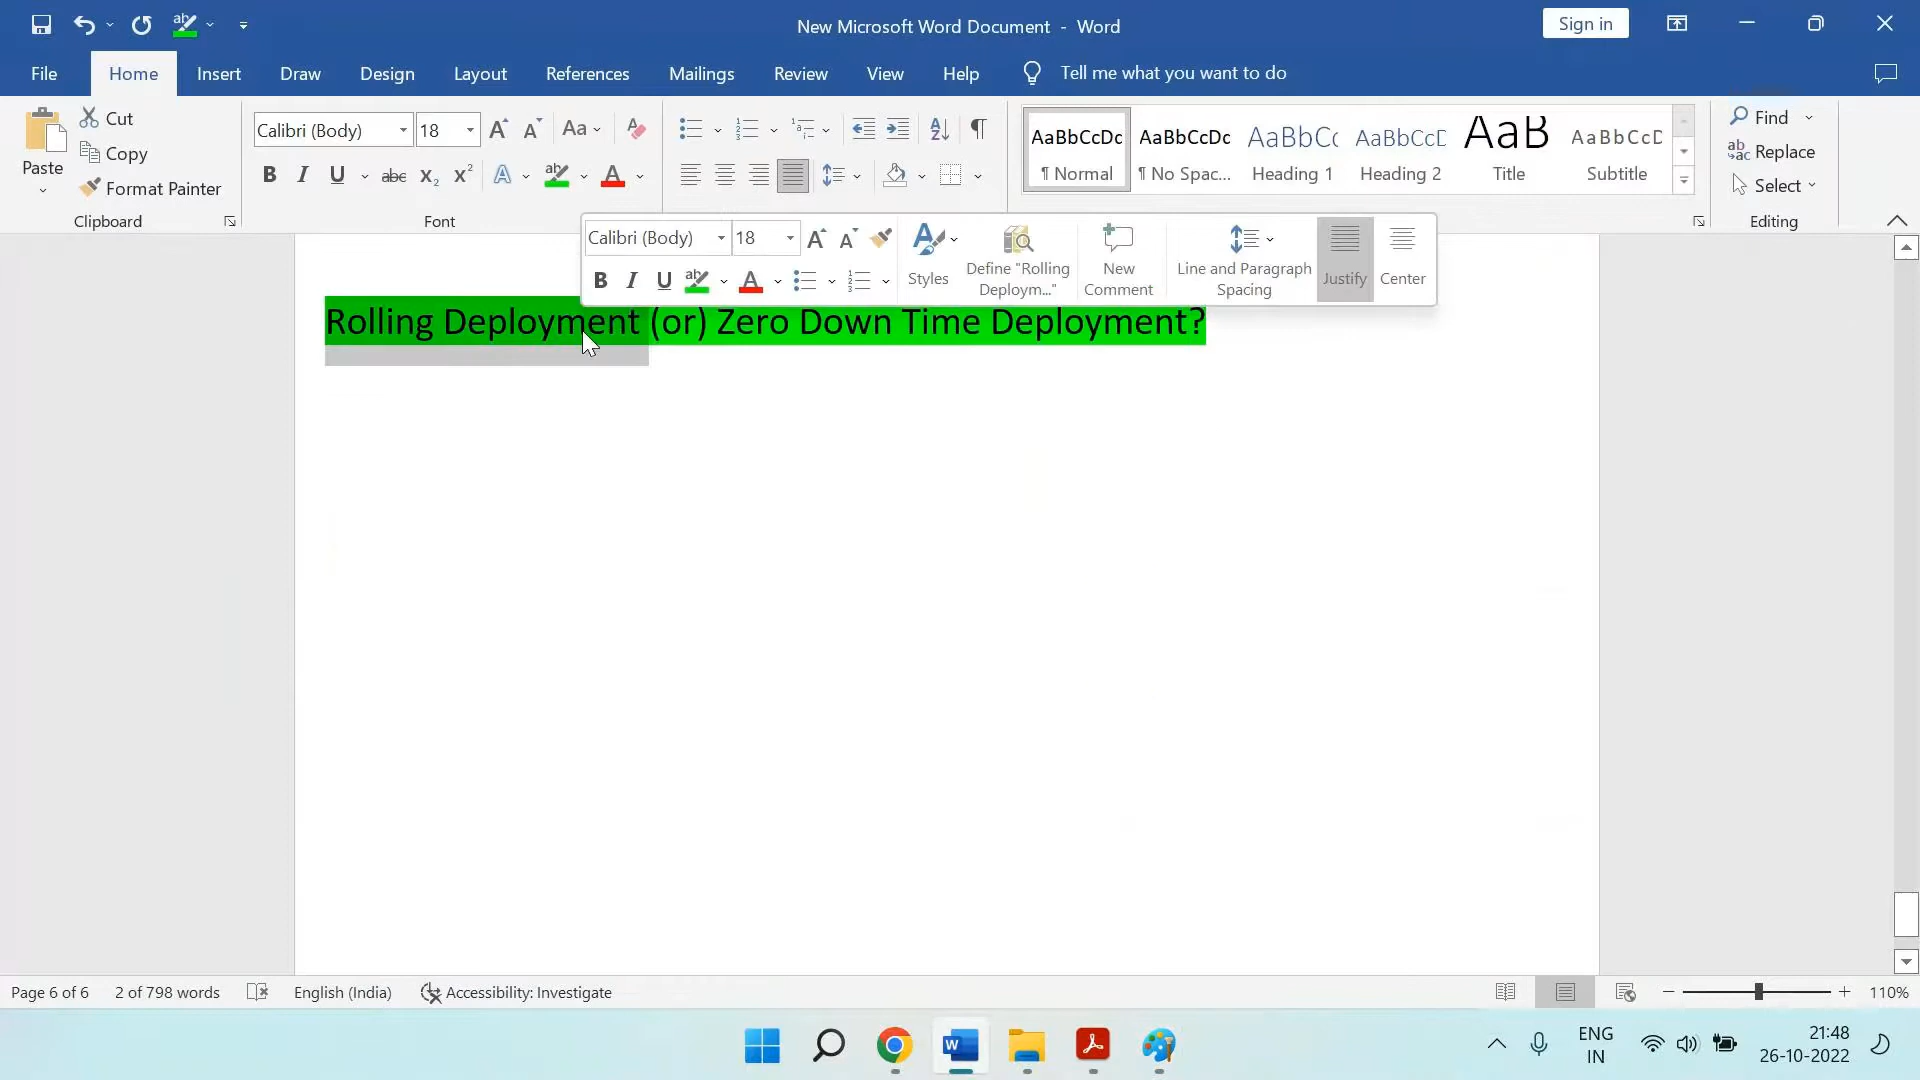 New Microsoft Word Document - Word
Sign in
File Home Insert Draw Design Layout References Mailings Review View Help Tell me what you want to do
Paste
Cut
Copy
Format Painter
Clipboard
Calibri (Body) 18
Font
AaBbCcDc AaBbCcDc AaBbCc AaBbCcD AaB AaBbCcD
¶ Normal ¶ No Spac... Heading 1 Heading 2 Title Subtitle
Find
Replace
Select
Editing
Calibri (Body) 18
Styles
Define "Rolling
Deploym..."
New
Comment
Line and Paragraph
Spacing
Justify
Center
Rolling Deployment (or) Zero Down Time Deployment?
Page 6 of 6 2 of 798 words English (India) Accessibility: Investigate 110%
ENG
IN
21:48
26-10-2022